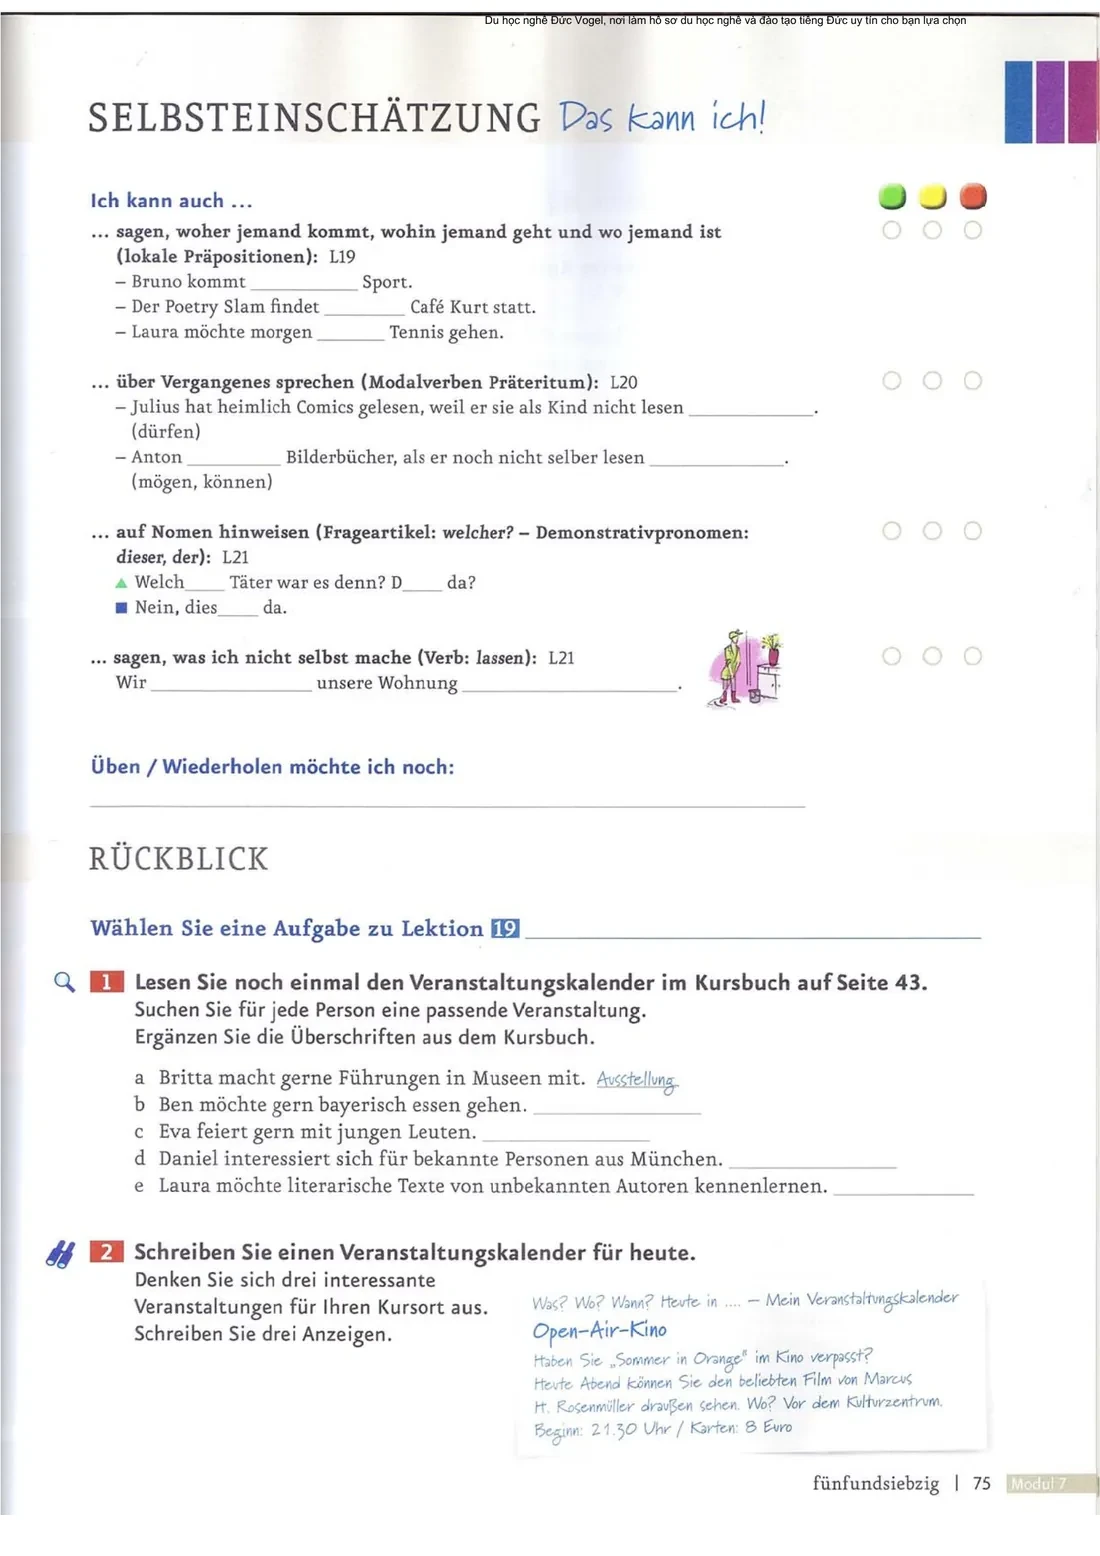 Du học nghề Đức Vogel, nơi làm hồ sơ du học nghề và đào tạo tiếng Đức uy tín cho bạn lựa chọn
SELBSTEINSCHÄTZUNG Das kann ich!
Ich kann auch ...
... sagen, woher jemand kommt, wohin jemand geht und wo jemand ist
(lokale Präpositionen): L19
– Bruno kommt __________ Sport.
– Der Poetry Slam findet ________ Café Kurt statt.
– Laura möchte morgen _______ Tennis gehen.
... über Vergangenes sprechen (Modalverben Präteritum): L20
– Julius hat heimlich Comics gelesen, weil er sie als Kind nicht lesen ____________.
(dürfen)
– Anton _________ Bilderbücher, als er noch nicht selber lesen _____________.
(mögen, können)
... auf Nomen hinweisen (Frageartikel: welcher? – Demonstrativpronomen:
dieser, der): L21
▲ Welch____ Täter war es denn? D____ da?
■ Nein, dies____ da.
... sagen, was ich nicht selbst mache (Verb: lassen): L21
Wir ________________ unsere Wohnung _____________________.
Üben / Wiederholen möchte ich noch:
RÜCKBLICK
Wählen Sie eine Aufgabe zu Lektion 19
1 Lesen Sie noch einmal den Veranstaltungskalender im Kursbuch auf Seite 43.
Suchen Sie für jede Person eine passende Veranstaltung.
Ergänzen Sie die Überschriften aus dem Kursbuch.
a Britta macht gerne Führungen in Museen mit. Ausstellung
b Ben möchte gern bayerisch essen gehen. ________________
c Eva feiert gern mit jungen Leuten. ________________
d Daniel interessiert sich für bekannte Personen aus München. ________________
e Laura möchte literarische Texte von unbekannten Autoren kennenlernen. ______________
2 Schreiben Sie einen Veranstaltungskalender für heute.
Denken Sie sich drei interessante
Veranstaltungen für Ihren Kursort aus.
Schreiben Sie drei Anzeigen.
Was? Wo? Wann? Heute in .... – Mein Veranstaltungskalender
Open-Air-Kino
Haben Sie „Sommer in Orange“ im Kino verpasst?
Heute Abend können Sie den beliebten Film von Marcus
H. Rosenmüller draußen sehen. Wo? Vor dem Kulturzentrum.
Beginn: 21.30 Uhr / Karten: 8 Euro
fünfundsiebzig | 75 Modul 7